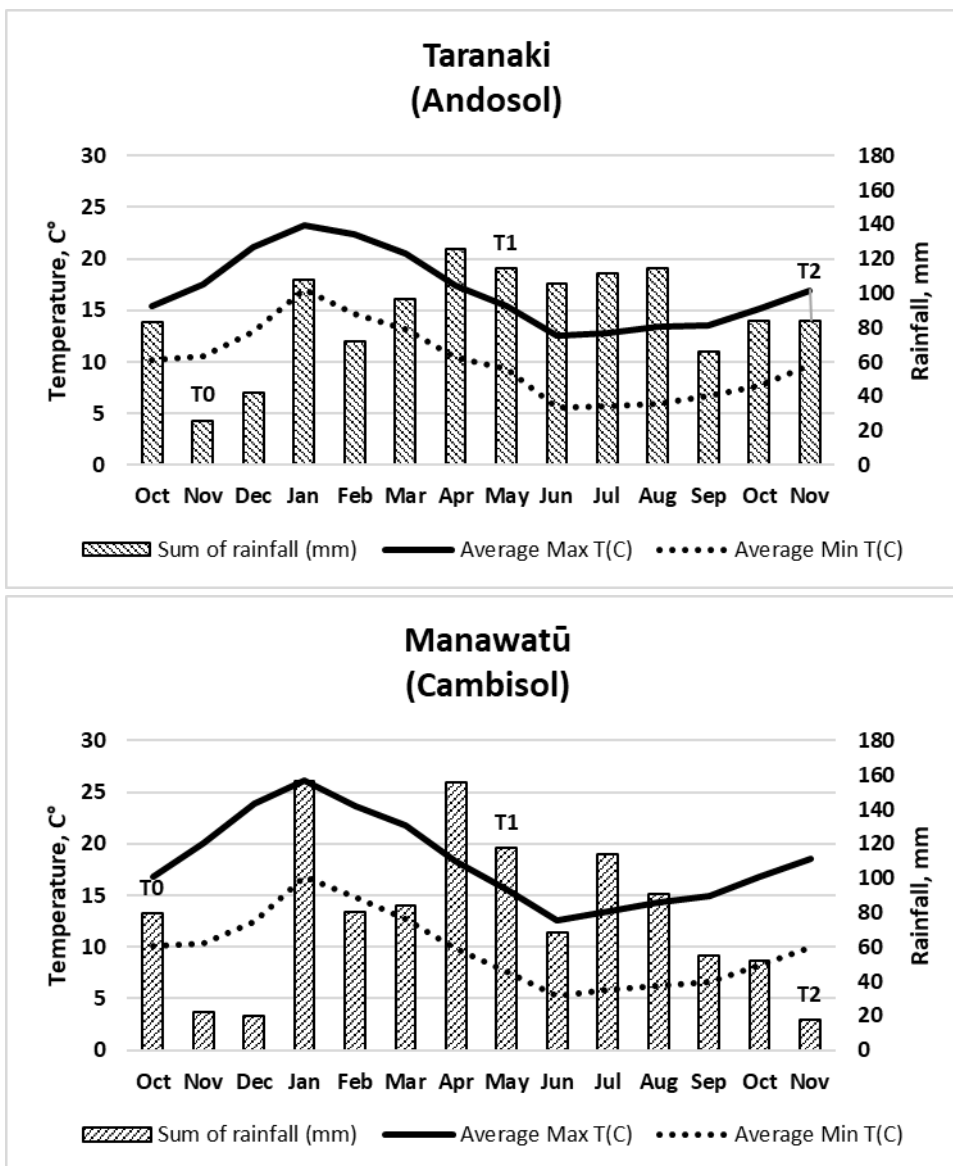 Taranaki
(Andosol)
30
25
20
15
10
5
0
Temperature, C°
180
160
140
120
100
80
60
40
20
0
Rainfall, mm
T0
T1
T2
Oct Nov Dec Jan Feb Mar Apr May Jun Jul Aug Sep Oct Nov
Sum of rainfall (mm) Average Max T(C) Average Min T(C)
Manawatū
(Cambisol)
30
25
20
15
10
5
0
Temperature, C°
180
160
140
120
100
80
60
40
20
0
Rainfall, mm
T0
T1
T2
Oct Nov Dec Jan Feb Mar Apr May Jun Jul Aug Sep Oct Nov
Sum of rainfall (mm) Average Max T(C) Average Min T(C)